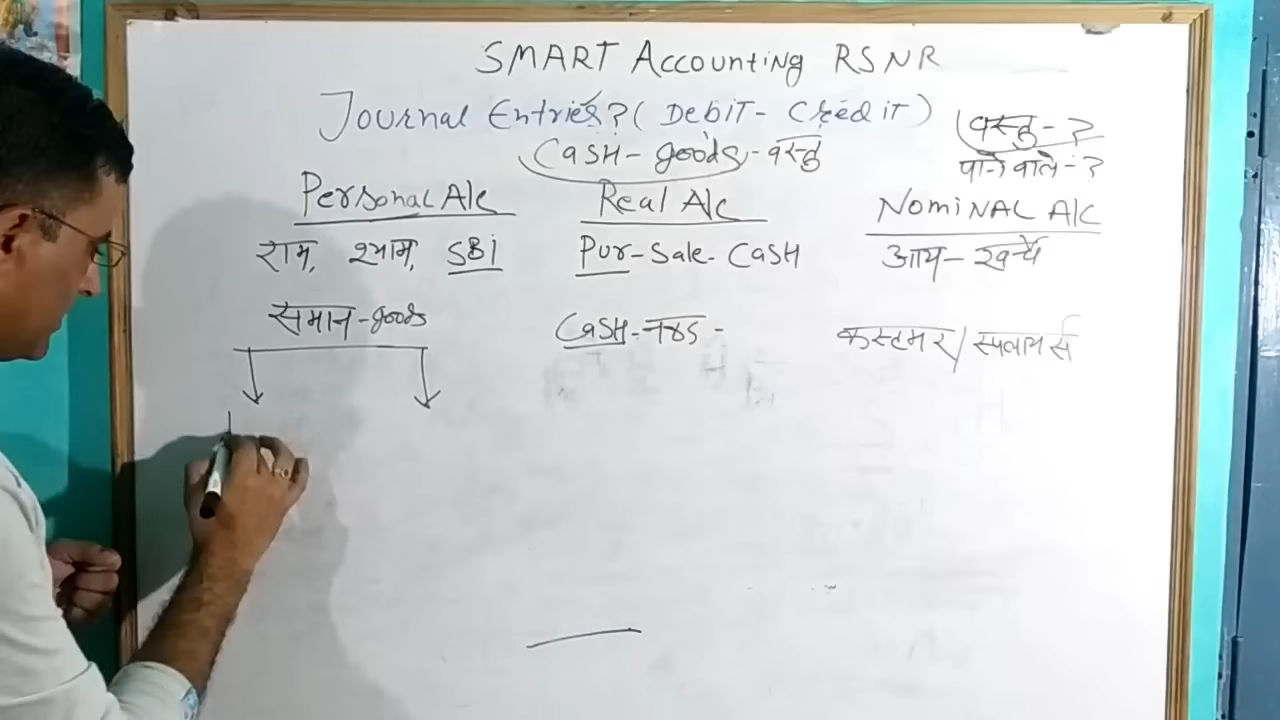 SMART Accounting RSNR
Journal Entries? (Debit - Credit)
Cash - goods - वस्तु
वस्तु - ?
पाने वाले - ?
Personal A/c
Real A/c
Nominal A/c
राम, श्याम, SBI
Pur - Sale - Cash
आय - खर्चे
समान - goods
Cash - नकद -
कस्टमर / सप्लायर्स